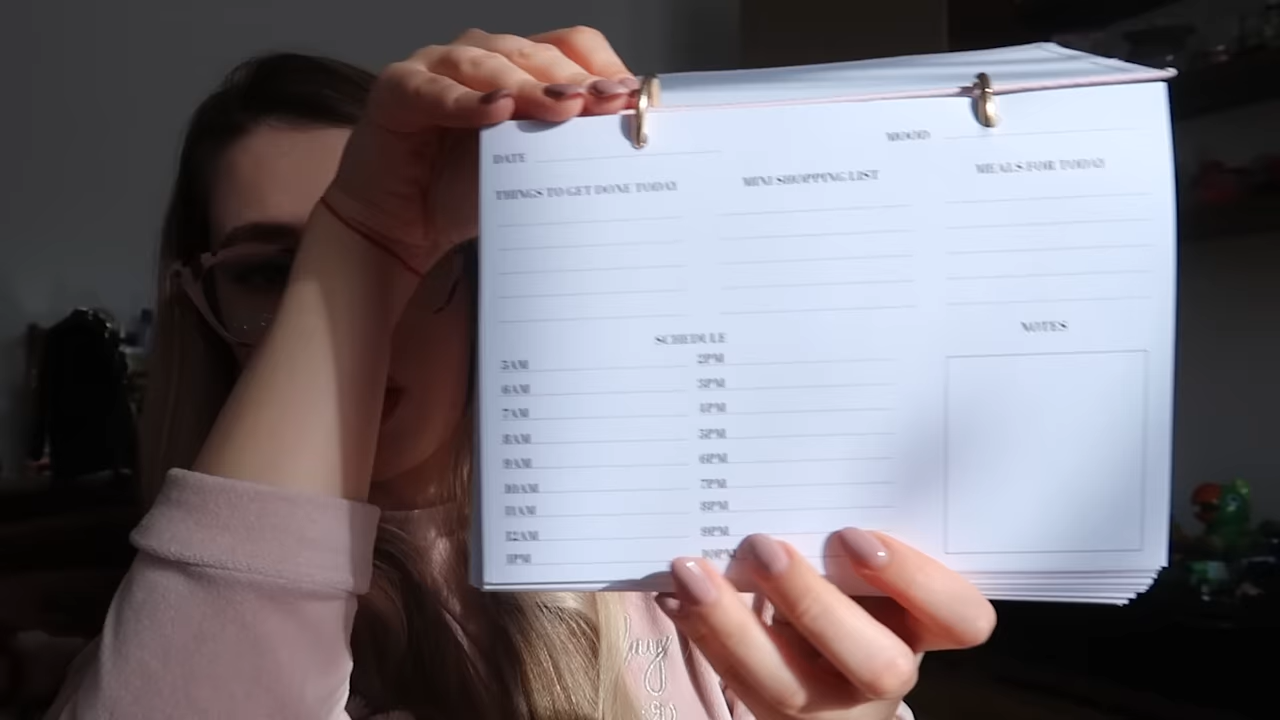 MOOD
DATE
THINGS TO GET DONE TODAY
MINI SHOPPING LIST
MEALS FOR TODAY
SCHEDULE
NOTES
5AM
2PM
6AM
3PM
7AM
4PM
8AM
5PM
9AM
6PM
10AM
7PM
11AM
8PM
12AM
9PM
1PM
10PM